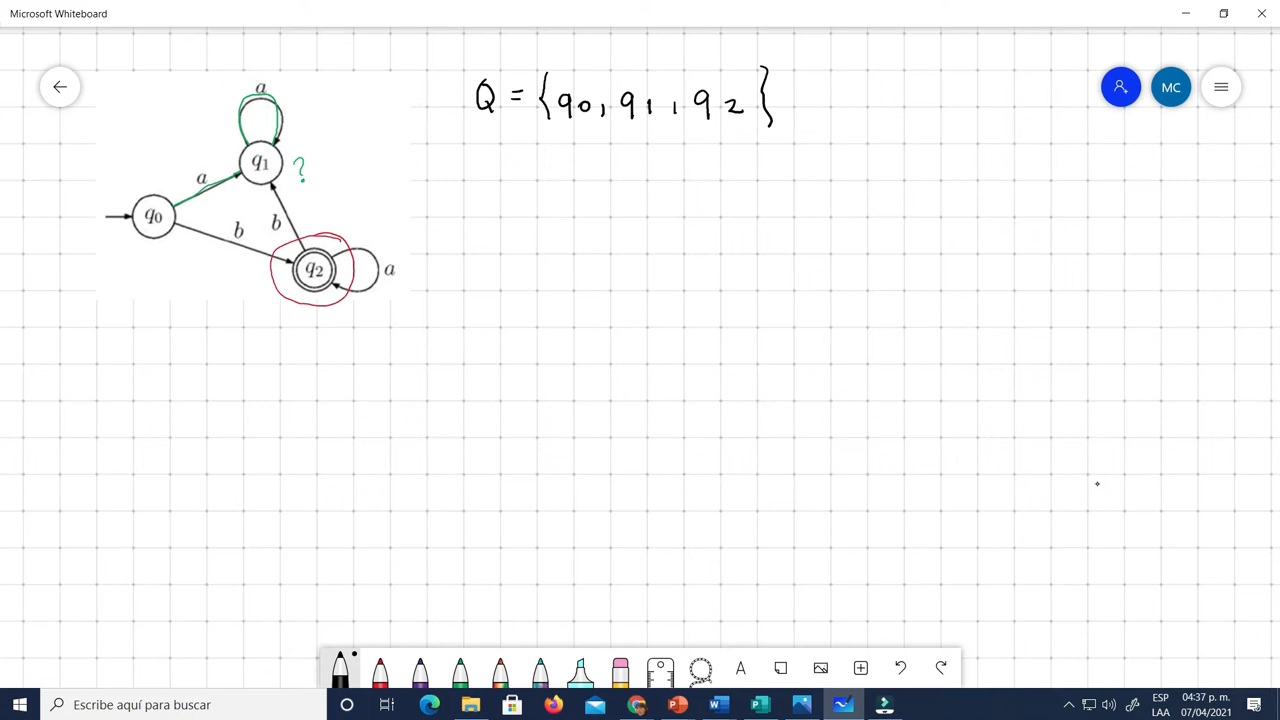 Microsoft Whiteboard
Q = {q0, q1, q2}
MC
a
q1
?
a
q0
b
b
q2
a
A
Escribe aquí para buscar
ESP
LAA
04:37 p. m.
07/04/2021